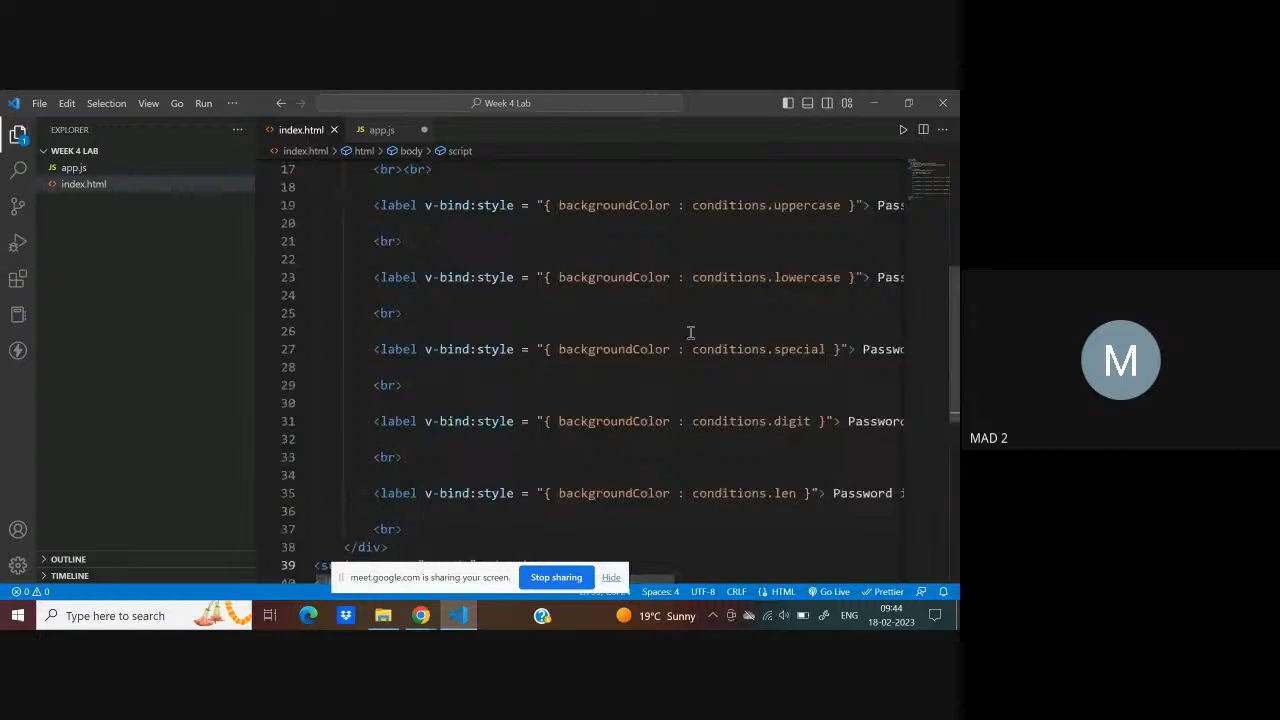 File Edit Selection View Go Run ··· Week 4 Lab
EXPLORER ···
index.html app.js
WEEK 4 LAB
index.html > html > body > script
app.js
index.html
17 <br><br>
18
19 <label v-bind:style = "{ backgroundColor : conditions.uppercase }"> Pass
20
21 <br>
22
23 <label v-bind:style = "{ backgroundColor : conditions.lowercase }"> Pass
24
25 <br>
26
27 <label v-bind:style = "{ backgroundColor : conditions.special }"> Passwo
28
29 <br>
30
31 <label v-bind:style = "{ backgroundColor : conditions.digit }"> Password
32
33 <br>
34
35 <label v-bind:style = "{ backgroundColor : conditions.len }"> Password i
36
37 <br>
38 </div>
39 <s
OUTLINE
TIMELINE
meet.google.com is sharing your screen. Stop sharing Hide
0 0 Spaces: 4 UTF-8 CRLF HTML Go Live Prettier
Type here to search
19°C Sunny ENG
09:44
18-02-2023
1
M
MAD 2